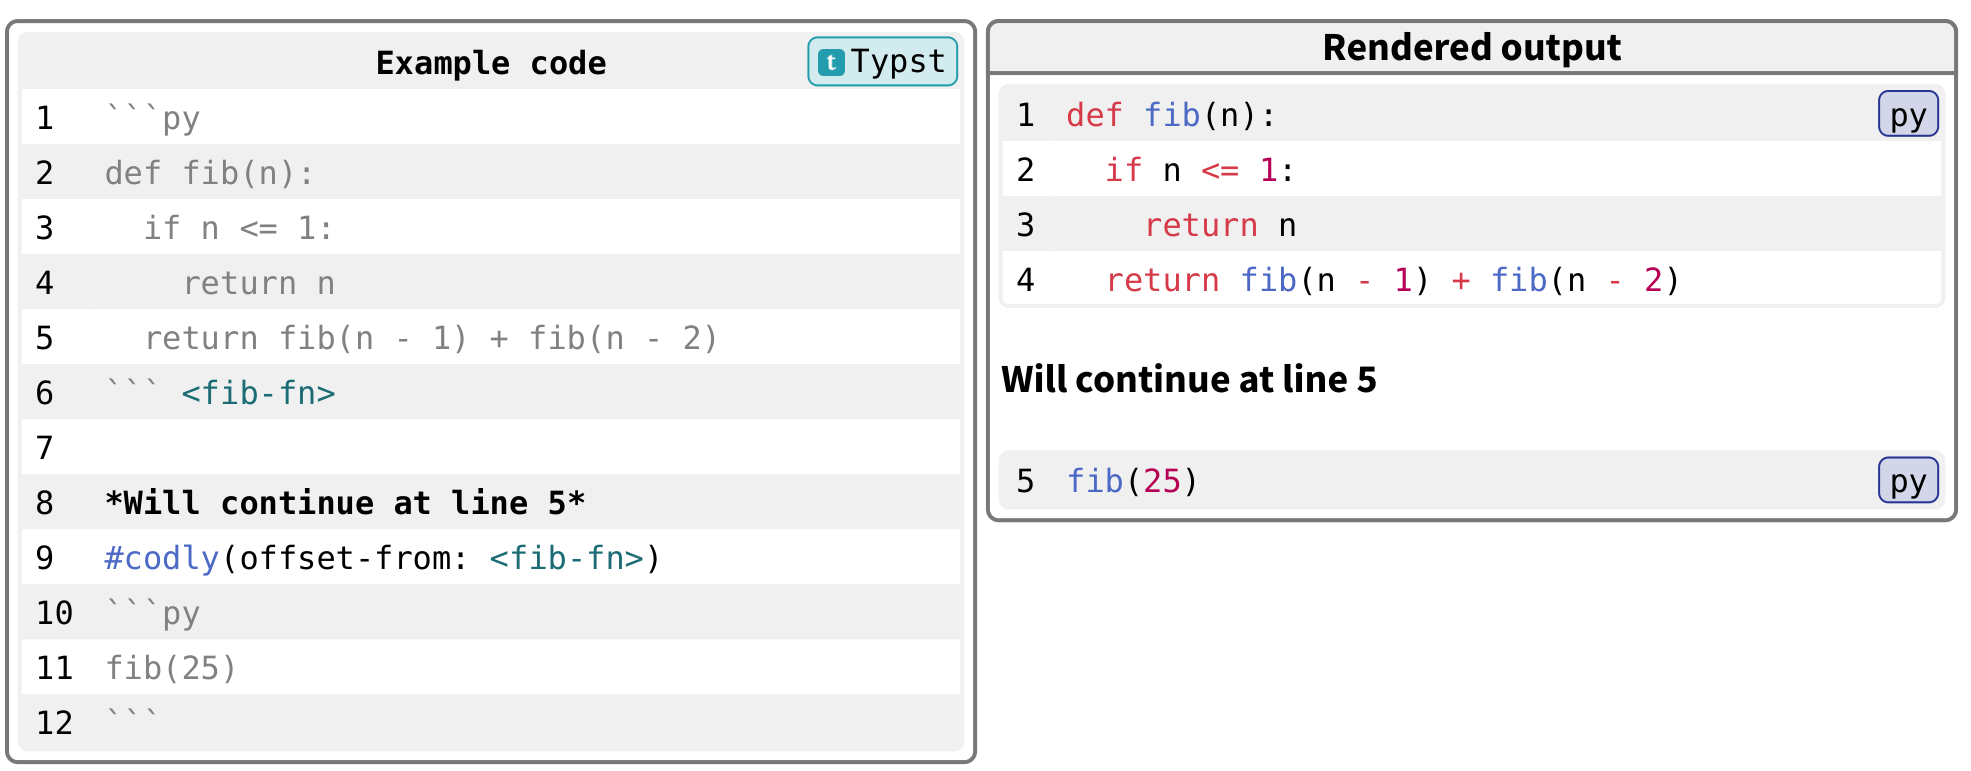 Example code
t Typst
1 ```py
2 def fib(n):
3   if n <= 1:
4     return n
5   return fib(n - 1) + fib(n - 2)
6 ``` <fib-fn>
7
8 *Will continue at line 5*
9 #codly(offset-from: <fib-fn>)
10 ```py
11 fib(25)
12 ```
Rendered output
1 def fib(n): py
2   if n <= 1:
3     return n
4   return fib(n - 1) + fib(n - 2)
Will continue at line 5
5 fib(25) py